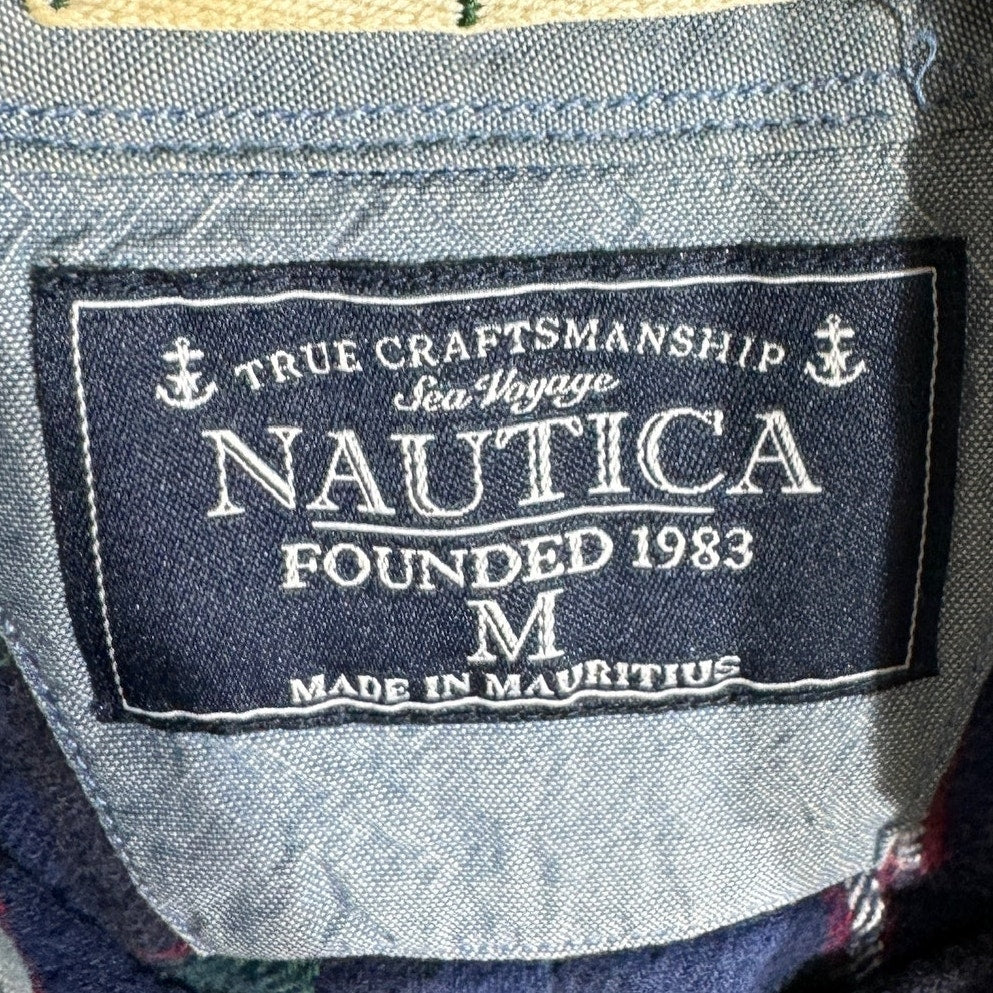 TRUE CRAFTSMANSHIP
Sea Voyage
NAUTICA
FOUNDED 1983
M
MADE IN MAURITIUS